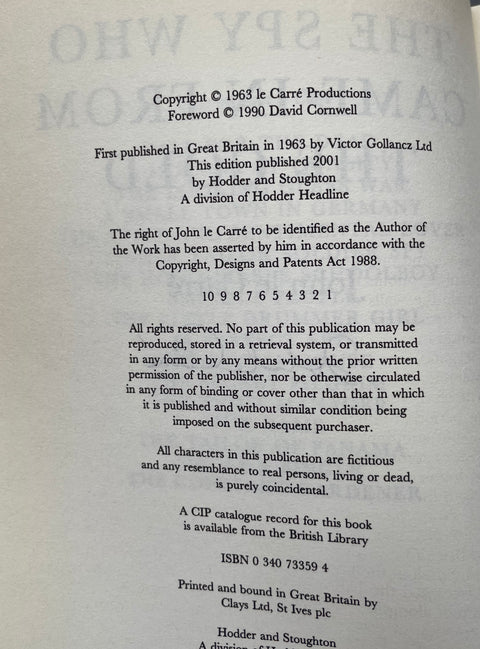 THE SPY WHO
CAME IN FROM
Copyright © 1963 le Carré Productions
Foreword © 1990 David Cornwell
First published in Great Britain in 1963 by Victor Gollancz Ltd
This edition published 2001
by Hodder and Stoughton
A division of Hodder Headline
The right of John le Carré to be identified as the Author of
the Work has been asserted by him in accordance with the
Copyright, Designs and Patents Act 1988.
10 9 8 7 6 5 4 3 2 1
All rights reserved. No part of this publication may be
reproduced, stored in a retrieval system, or transmitted
in any form or by any means without the prior written
permission of the publisher, nor be otherwise circulated
in any form of binding or cover other than that in which
it is published and without similar condition being
imposed on the subsequent purchaser.
All characters in this publication are fictitious
and any resemblance to real persons, living or dead,
is purely coincidental.
A CIP catalogue record for this book
is available from the British Library
ISBN 0 340 73359 4
Printed and bound in Great Britain by
Clays Ltd, St Ives plc
Hodder and Stoughton
A division of